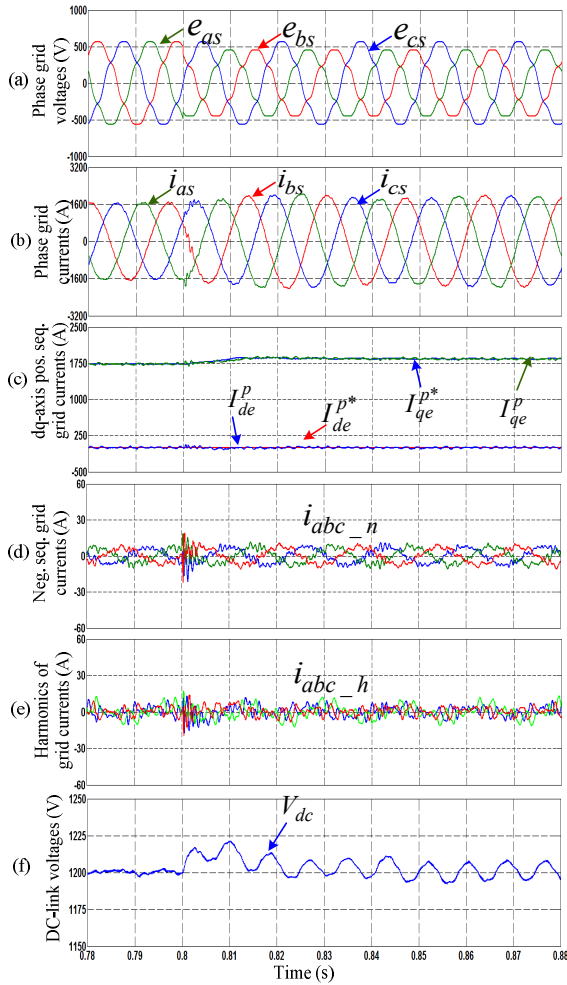 (a)
Phase grid
voltages (V)
1000
500
0
-500
-1000
e_as
e_bs
e_cs
(b)
Phase grid
currents (A)
3200
1600
0
-1600
-3200
i_as
i_bs
i_cs
(c)
dq-axis pos. seq.
grid currents (A)
2500
1750
1000
250
-500
I_de^p
I_de^p*
I_qe^p*
I_qe^p
(d)
Neg. seq. grid
currents (A)
60
30
0
-30
-60
i_abc_n
(e)
Harmonics of
grid currents (A)
60
30
0
-30
-60
i_abc_h
(f)
DC-link voltages (V)
1250
1225
1200
1175
1150
V_dc
0.78 0.79 0.8 0.81 0.82 0.83 0.84 0.85 0.86 0.87 0.88
Time (s)